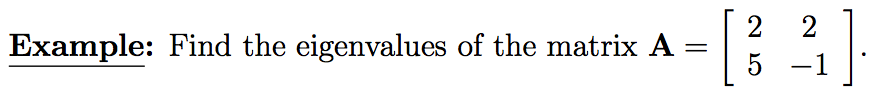 Example: Find the eigenvalues of the matrix A = [ 2 2
5 −1 ].